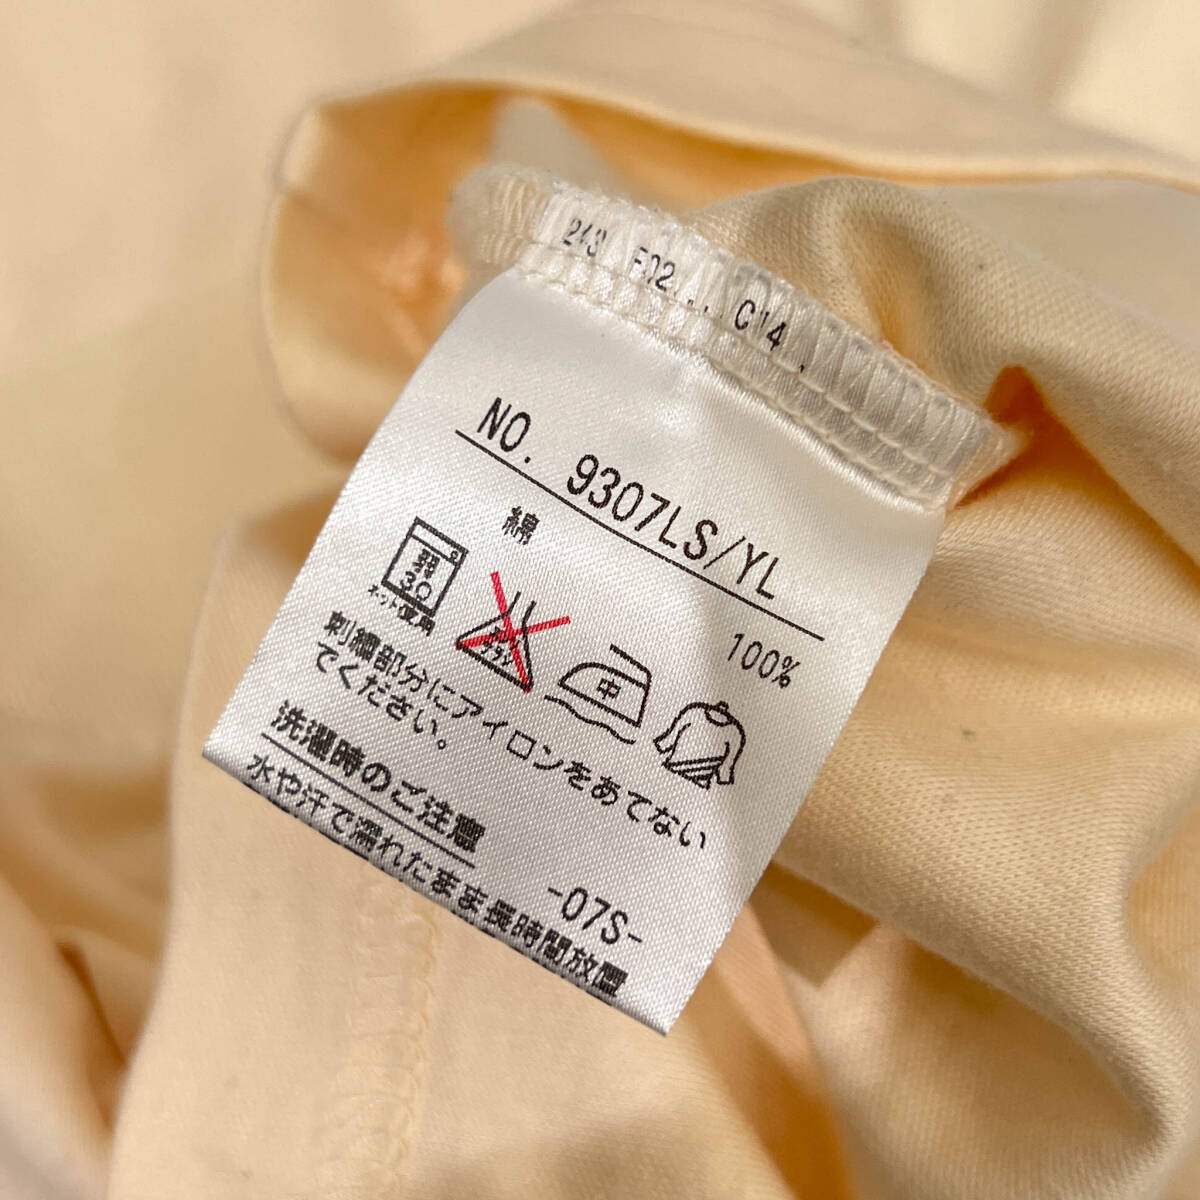 24S F02 .. C14 .
NO. 9307LS/YL
綿 100%
弱
30
ネット使用
中
刺繍部分にアイロンをあてない
でください。
-07S-
洗濯時のご注意
水や汗で濡れたまま長時間放置